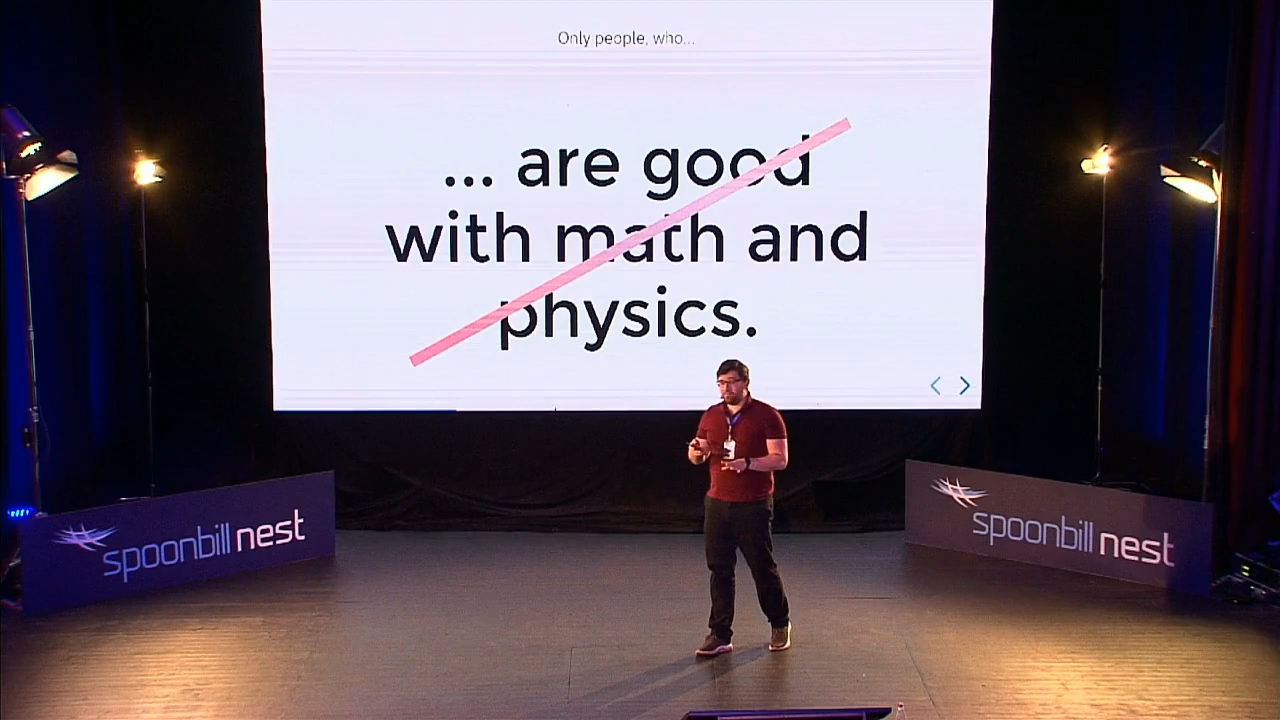 Only people, who...
... are good
with math and
physics.
spoonbill nest
spoonbill nest